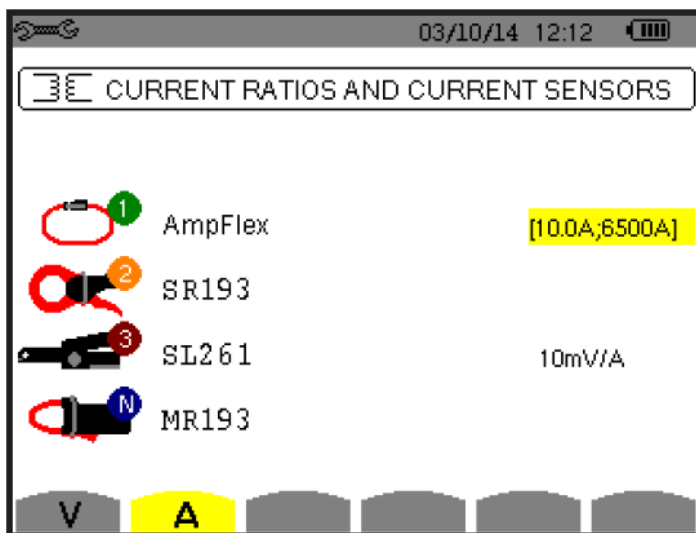 03/10/14 12:12
CURRENT RATIOS AND CURRENT SENSORS
1 AmpFlex [10.0A;6500A]
2 SR193
3 SL261 10mV/A
N MR193
V A